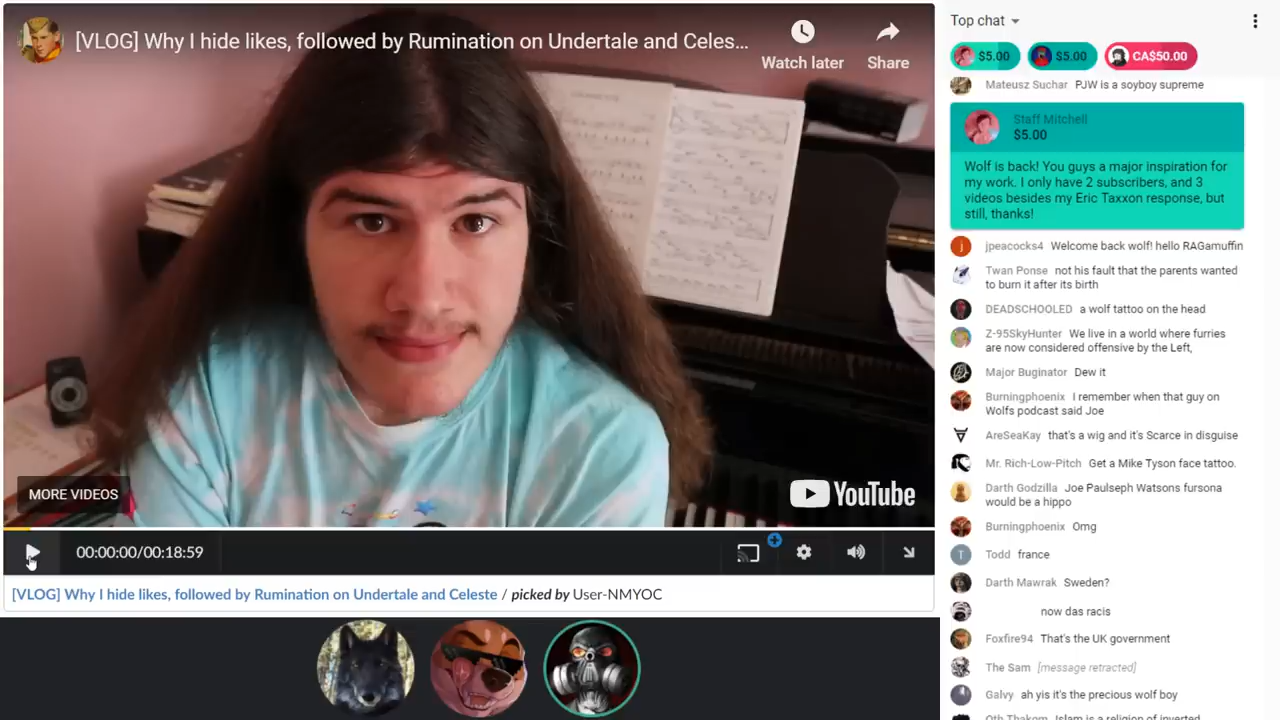 [VLOG] Why I hide likes, followed by Rumination on Undertale and Celes...
Watch later
Share
MORE VIDEOS
YouTube
00:00:00/00:18:59
[VLOG] Why I hide likes, followed by Rumination on Undertale and Celeste / picked by User-NMYOC
Top chat
$5.00
$5.00
CA$50.00
Mateusz Suchar PJW is a soyboy supreme
Staff Mitchell
$5.00
Wolf is back! You guys a major inspiration for
my work. I only have 2 subscribers, and 3
videos besides my Eric Taxxon response, but
still, thanks!
jpeacocks4 Welcome back wolf! hello RAGamuffin
Twan Ponse not his fault that the parents wanted
to burn it after its birth
DEADSCHOOLED a wolf tattoo on the head
Z-95SkyHunter We live in a world where furries
are now considered offensive by the Left,
Major Buginator Dew it
Burningphoenix I remember when that guy on
Wolfs podcast said Joe
AreSeaKay that's a wig and it's Scarce in disguise
Mr. Rich-Low-Pitch Get a Mike Tyson face tattoo.
Darth Godzilla Joe Paulseph Watsons fursona
would be a hippo
Burningphoenix Omg
T
Todd france
Darth Mawrak Sweden?
now das racis
Foxfire94 That's the UK government
The Sam [message retracted]
Galvy ah yis it's the precious wolf boy
Oth Thakom Islam is a religion of inverted